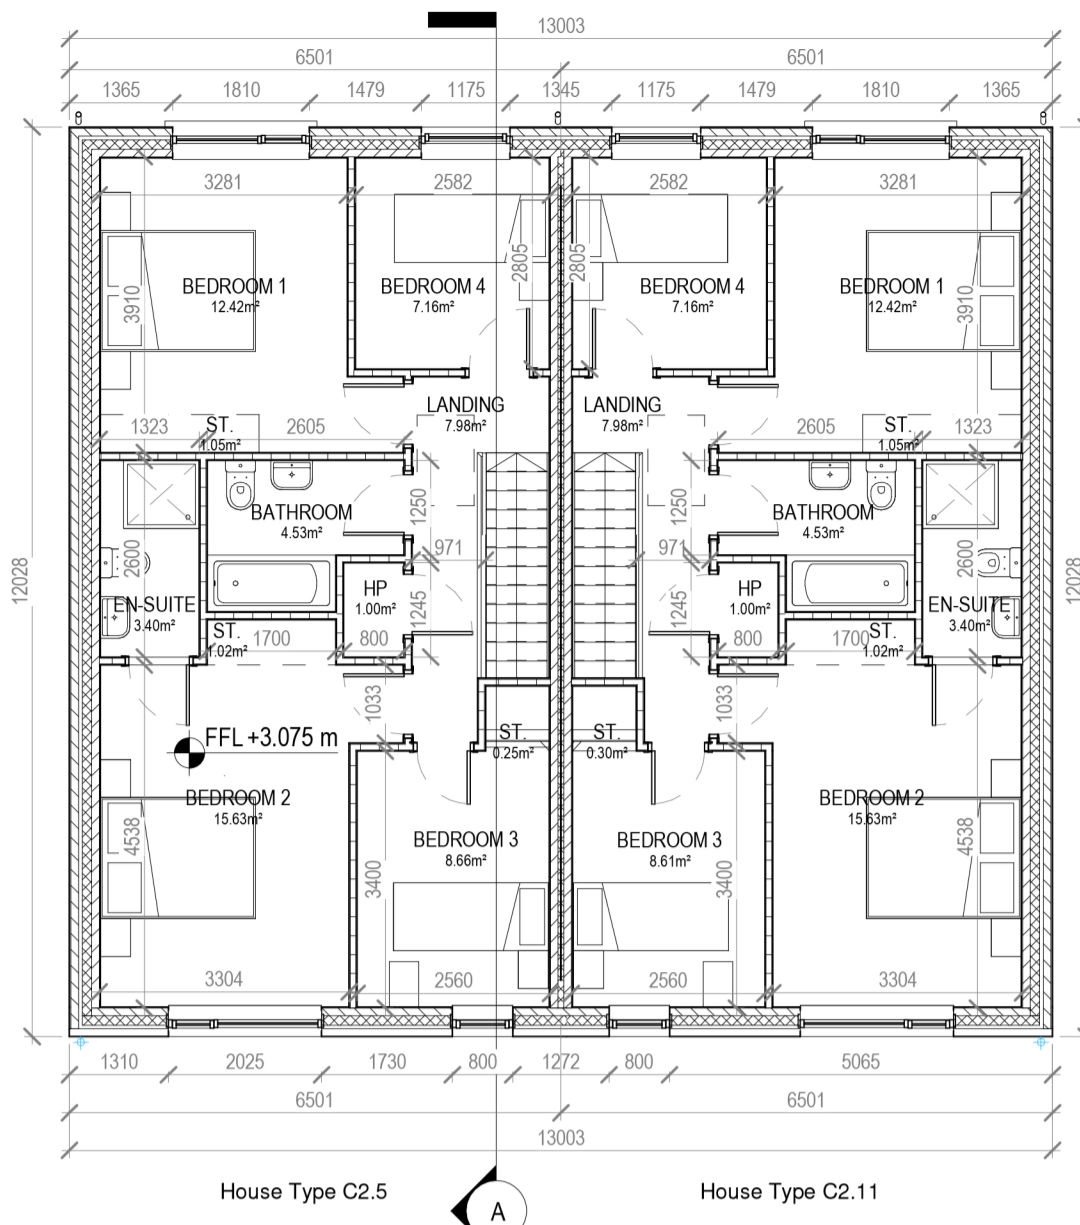 13003
6501 6501
1365 1810 1479 1175 1345 1175 1479 1810 1365
3281 2582 2582 3281
2805 2805
BEDROOM 1 BEDROOM 4 BEDROOM 4 BEDROOM 1
12.42m² 7.16m² 7.16m² 12.42m²
3910 3910
LANDING LANDING
7.98m² 7.98m²
ST. ST.
1323 2605 2605 1323
1.05m² 1.05m²
BATHROOM BATHROOM
4.53m² 4.53m²
1250 1250
971 971
2600 2600
12028 12028
HP HP
1.00m² 1.00m²
EN-SUITE EN-SUITE
3.40m² 3.40m²
1245 1245
ST. ST.
1700 800 800 1700
1.02m² 1.02m²
1033 1033
FFL +3.075 m
ST. ST.
0.25m² 0.30m²
BEDROOM 2 BEDROOM 2
15.63m² 15.63m²
4538 4538
BEDROOM 3 BEDROOM 3
8.66m² 8.61m²
3400 3400
3304 2560 2560 3304
1310 2025 1730 800 1272 800 5065
6501 6501
13003
House Type C2.5 House Type C2.11
A